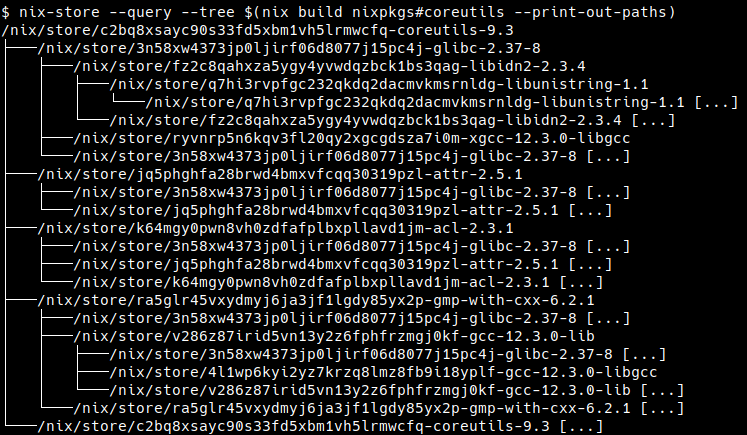 $ nix-store --query --tree $(nix build nixpkgs#coreutils --print-out-paths)
/nix/store/c2bq8xsayc90s33fd5xbm1vh5lrmwcfq-coreutils-9.3
├───/nix/store/3n58xw4373jp0ljirf06d8077j15pc4j-glibc-2.37-8
│   ├───/nix/store/fz2c8qahxza5ygy4yvwdqzbck1bs3qag-libidn2-2.3.4
│   │   ├───/nix/store/q7hi3rvpfgc232qkdq2dacmvkmsrnldg-libunistring-1.1
│   │   │   └───/nix/store/q7hi3rvpfgc232qkdq2dacmvkmsrnldg-libunistring-1.1 [...]
│   │   └───/nix/store/fz2c8qahxza5ygy4yvwdqzbck1bs3qag-libidn2-2.3.4 [...]
│   ├───/nix/store/ryvnrp5n6kqv3fl20qy2xgcgdsza7i0m-xgcc-12.3.0-libgcc
│   └───/nix/store/3n58xw4373jp0ljirf06d8077j15pc4j-glibc-2.37-8 [...]
├───/nix/store/jq5phghfa28brwd4bmxvfcqq30319pzl-attr-2.5.1
│   ├───/nix/store/3n58xw4373jp0ljirf06d8077j15pc4j-glibc-2.37-8 [...]
│   └───/nix/store/jq5phghfa28brwd4bmxvfcqq30319pzl-attr-2.5.1 [...]
├───/nix/store/k64mgy0pwn8vh0zdfafplbxpllavd1jm-acl-2.3.1
│   ├───/nix/store/3n58xw4373jp0ljirf06d8077j15pc4j-glibc-2.37-8 [...]
│   ├───/nix/store/jq5phghfa28brwd4bmxvfcqq30319pzl-attr-2.5.1 [...]
│   └───/nix/store/k64mgy0pwn8vh0zdfafplbxpllavd1jm-acl-2.3.1 [...]
├───/nix/store/ra5glr45vxydmyj6ja3jf1lgdy85yx2p-gmp-with-cxx-6.2.1
│   ├───/nix/store/3n58xw4373jp0ljirf06d8077j15pc4j-glibc-2.37-8 [...]
│   ├───/nix/store/v286z87irid5vn13y2z6fphfrzmgj0kf-gcc-12.3.0-lib
│   │   ├───/nix/store/3n58xw4373jp0ljirf06d8077j15pc4j-glibc-2.37-8 [...]
│   │   ├───/nix/store/4l1wp6kyi2yz7krzq8lmz8fb9i18yplf-gcc-12.3.0-libgcc
│   │   └───/nix/store/v286z87irid5vn13y2z6fphfrzmgj0kf-gcc-12.3.0-lib [...]
│   └───/nix/store/ra5glr45vxydmyj6ja3jf1lgdy85yx2p-gmp-with-cxx-6.2.1 [...]
└───/nix/store/c2bq8xsayc90s33fd5xbm1vh5lrmwcfq-coreutils-9.3 [...]